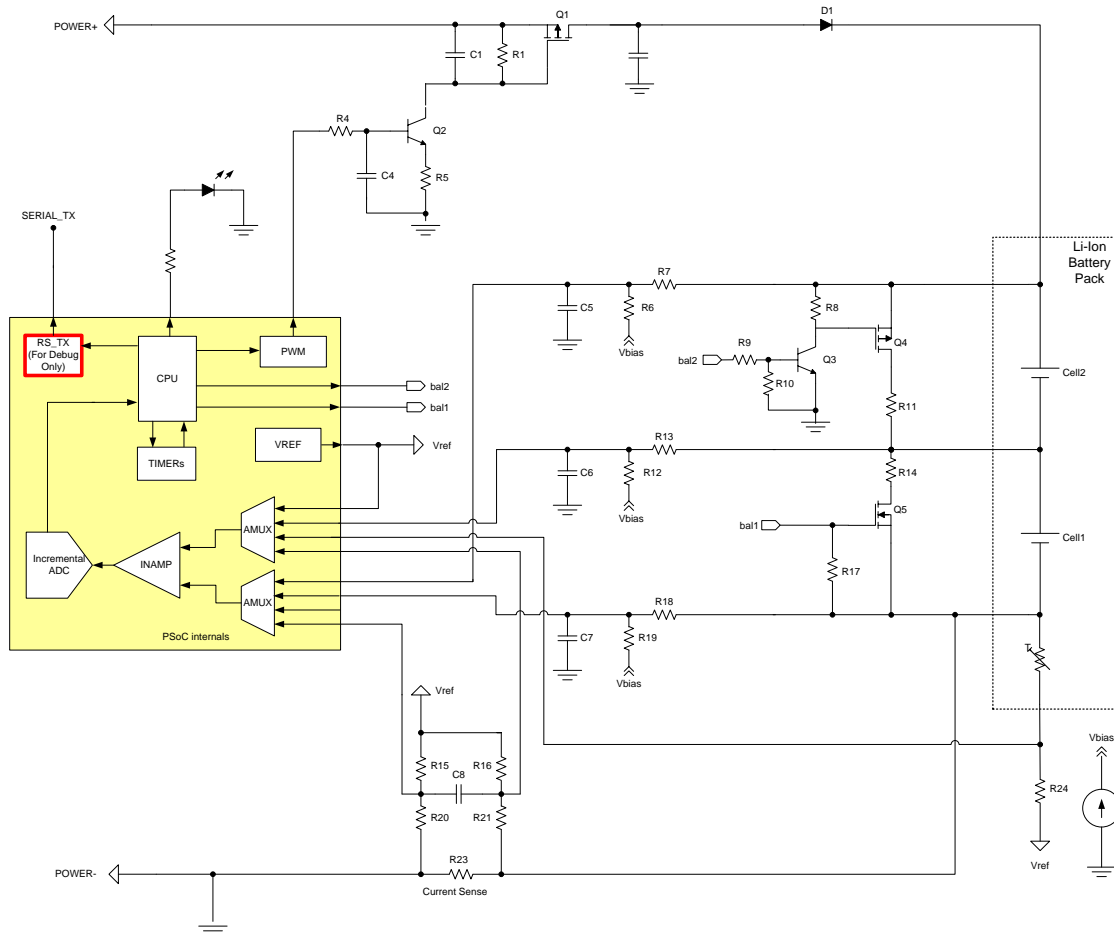 D1
Q1
POWER+
C1
R1
R4
Q2
C4
R5
SERIAL_TX
Li-Ion
Battery
Pack
R7
C5
R6
R8
Vbias
Q4
RS_TX
(For Debug
Only)
CPU
PWM
bal2
R9
Q3
R10
Cell2
bal2
bal1
R11
VREF
Vref
R13
TIMERs
C6
R12
R14
Vbias
Q5
bal1
AMUX
Cell1
Incremental
ADC
INAMP
R17
AMUX
R18
PSoC internals
C7
R19
T
Vbias
Vref
Vbias
R15
R16
C8
R20
R21
R24
R23
POWER-
Vref
Current Sense